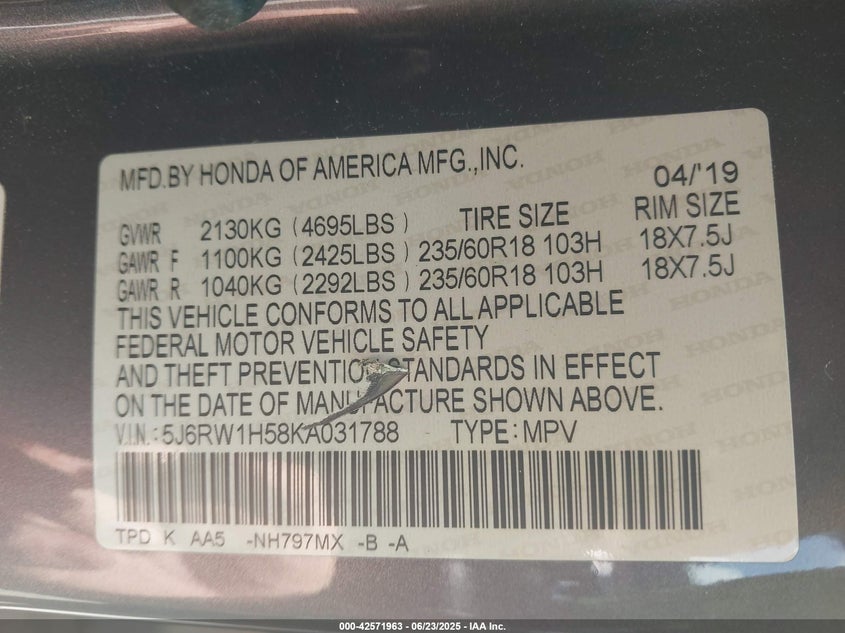 MFD.BY HONDA OF AMERICA MFG.,INC.
04/'19
GVWR 2130KG (4695LBS) TIRE SIZE RIM SIZE
GAWR F 1100KG (2425LBS) 235/60R18 103H 18X7.5J
GAWR R 1040KG (2292LBS) 235/60R18 103H 18X7.5J
THIS VEHICLE CONFORMS TO ALL APPLICABLE
FEDERAL MOTOR VEHICLE SAFETY
AND THEFT PREVENTION STANDARDS IN EFFECT
ON THE DATE OF MANUFACTURE SHOWN ABOVE.
V.I.N.: 5J6RW1H58KA031788 TYPE: MPV
TPD K AA5 -NH797MX -B -A
000-42571963 - 06/23/2025 - IAA Inc.